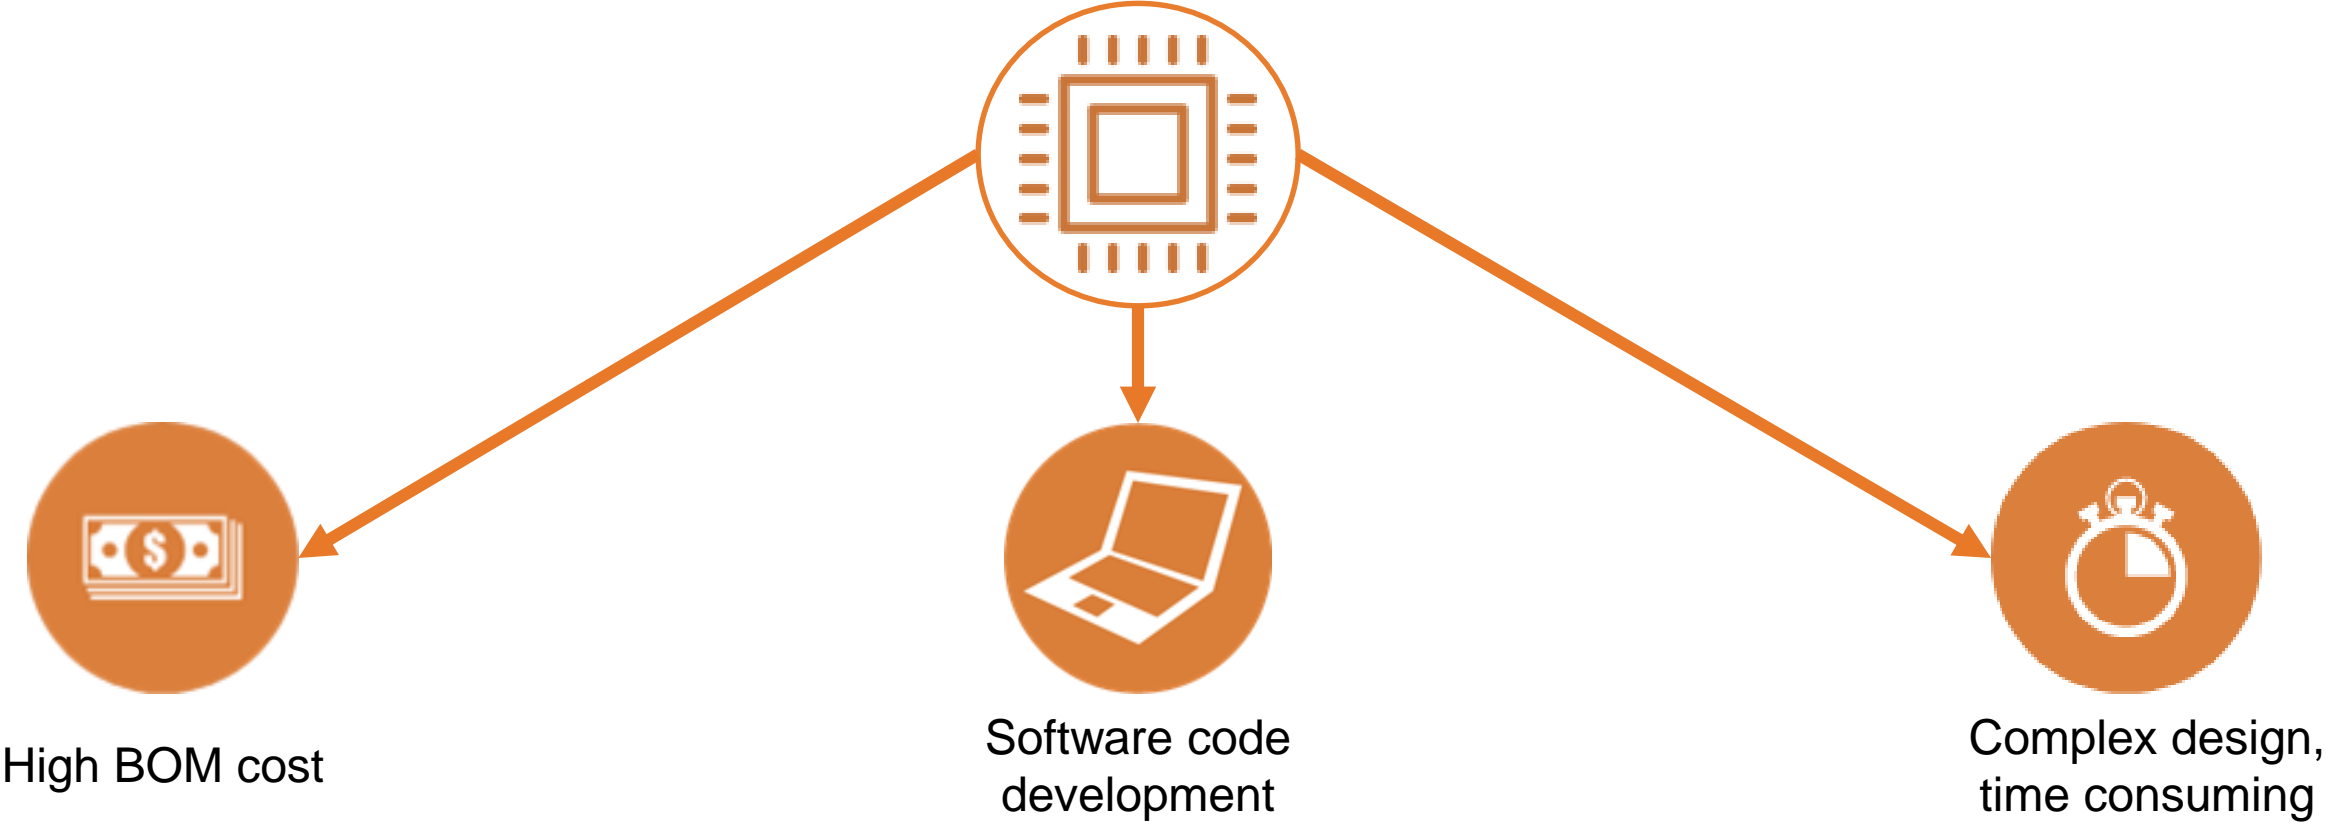 High BOM cost
Software code
development
Complex design,
time consuming